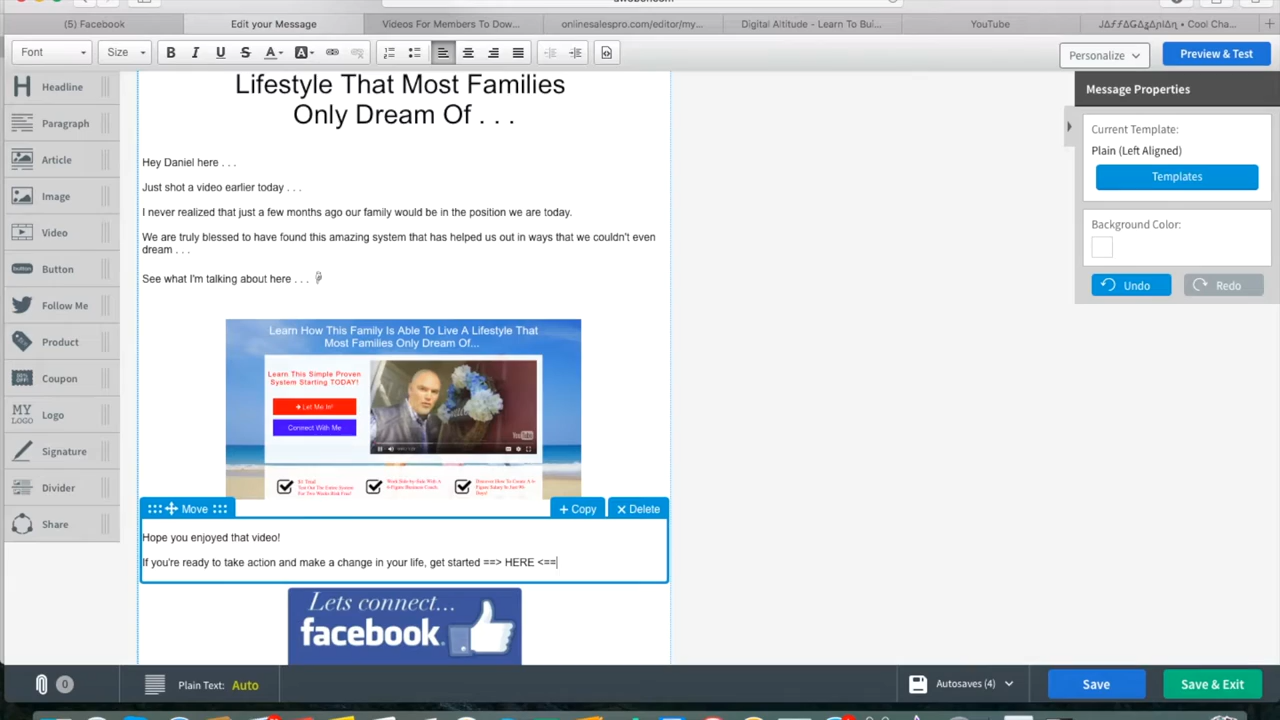 (5) Facebook
Edit your Message
Videos For Members To Dow...
onlinesalespro.com/editor/my...
Digital Altitude - Learn To Bui...
YouTube
Font
Size
B I U A A
Personalize
Preview & Test
Headline
Paragraph
Article
Image
Video
Button
Follow Me
Product
Coupon
MY LOGO
Logo
Signature
Divider
Share
Lifestyle That Most Families
Only Dream Of . . .
Hey Daniel here . . .
Just shot a video earlier today . . .
I never realized that just a few months ago our family would be in the position we are today.
We are truly blessed to have found this amazing system that has helped us out in ways that we couldn't even
dream . . .
See what I'm talking about here . . .
Learn How This Family Is Able To Live A Lifestyle That
Most Families Only Dream Of...
Learn This Simple Proven
System Starting TODAY!
Let Me In!
Connect With Me
YouTube
$1 Trial!
Move
Copy
Delete
Hope you enjoyed that video!
If you're ready to take action and make a change in your life, get started ==> HERE <==
Lets connect...
facebook
Message Properties
Current Template:
Plain (Left Aligned)
Templates
Background Color:
Undo
Redo
0
Plain Text: Auto
Autosaves (4)
Save
Save & Exit